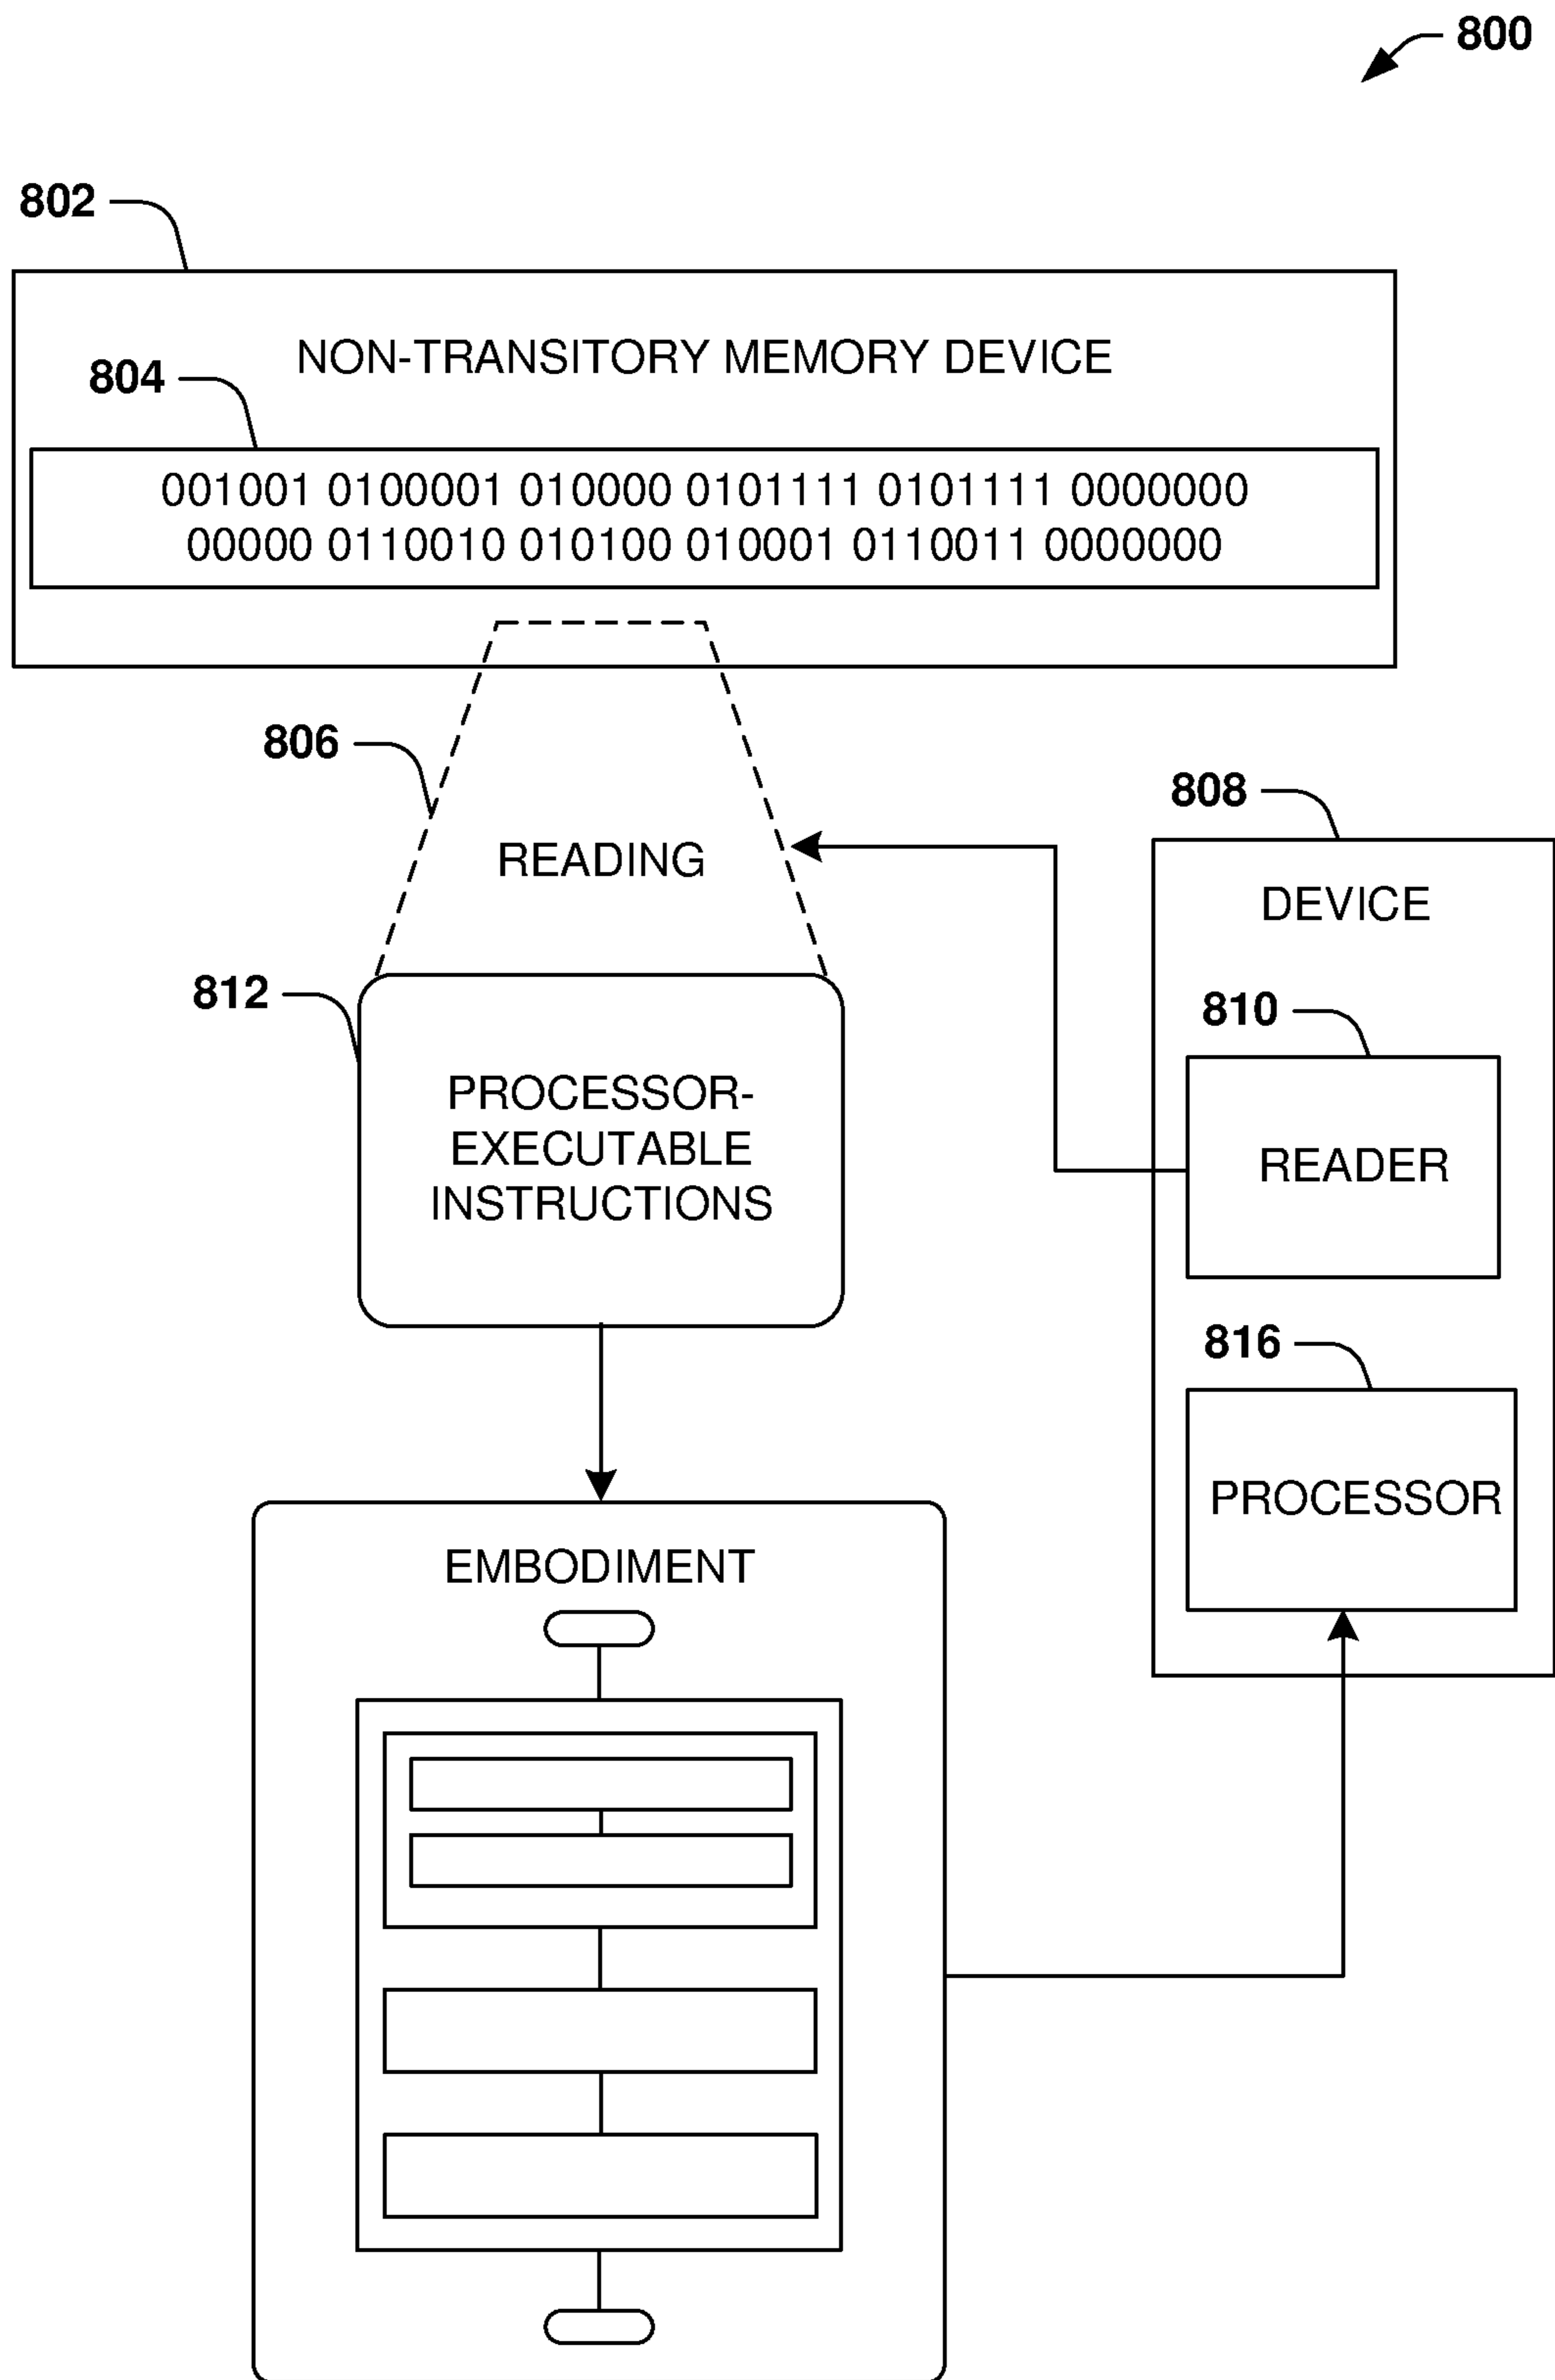 800
802
NON-TRANSITORY MEMORY DEVICE
804
001001 0100001 010000 0101111 0101111 0000000
00000 0110010 010100 010001 0110011 0000000
806
READING
808
DEVICE
812
PROCESSOR-
EXECUTABLE
INSTRUCTIONS
810
READER
816
PROCESSOR
EMBODIMENT